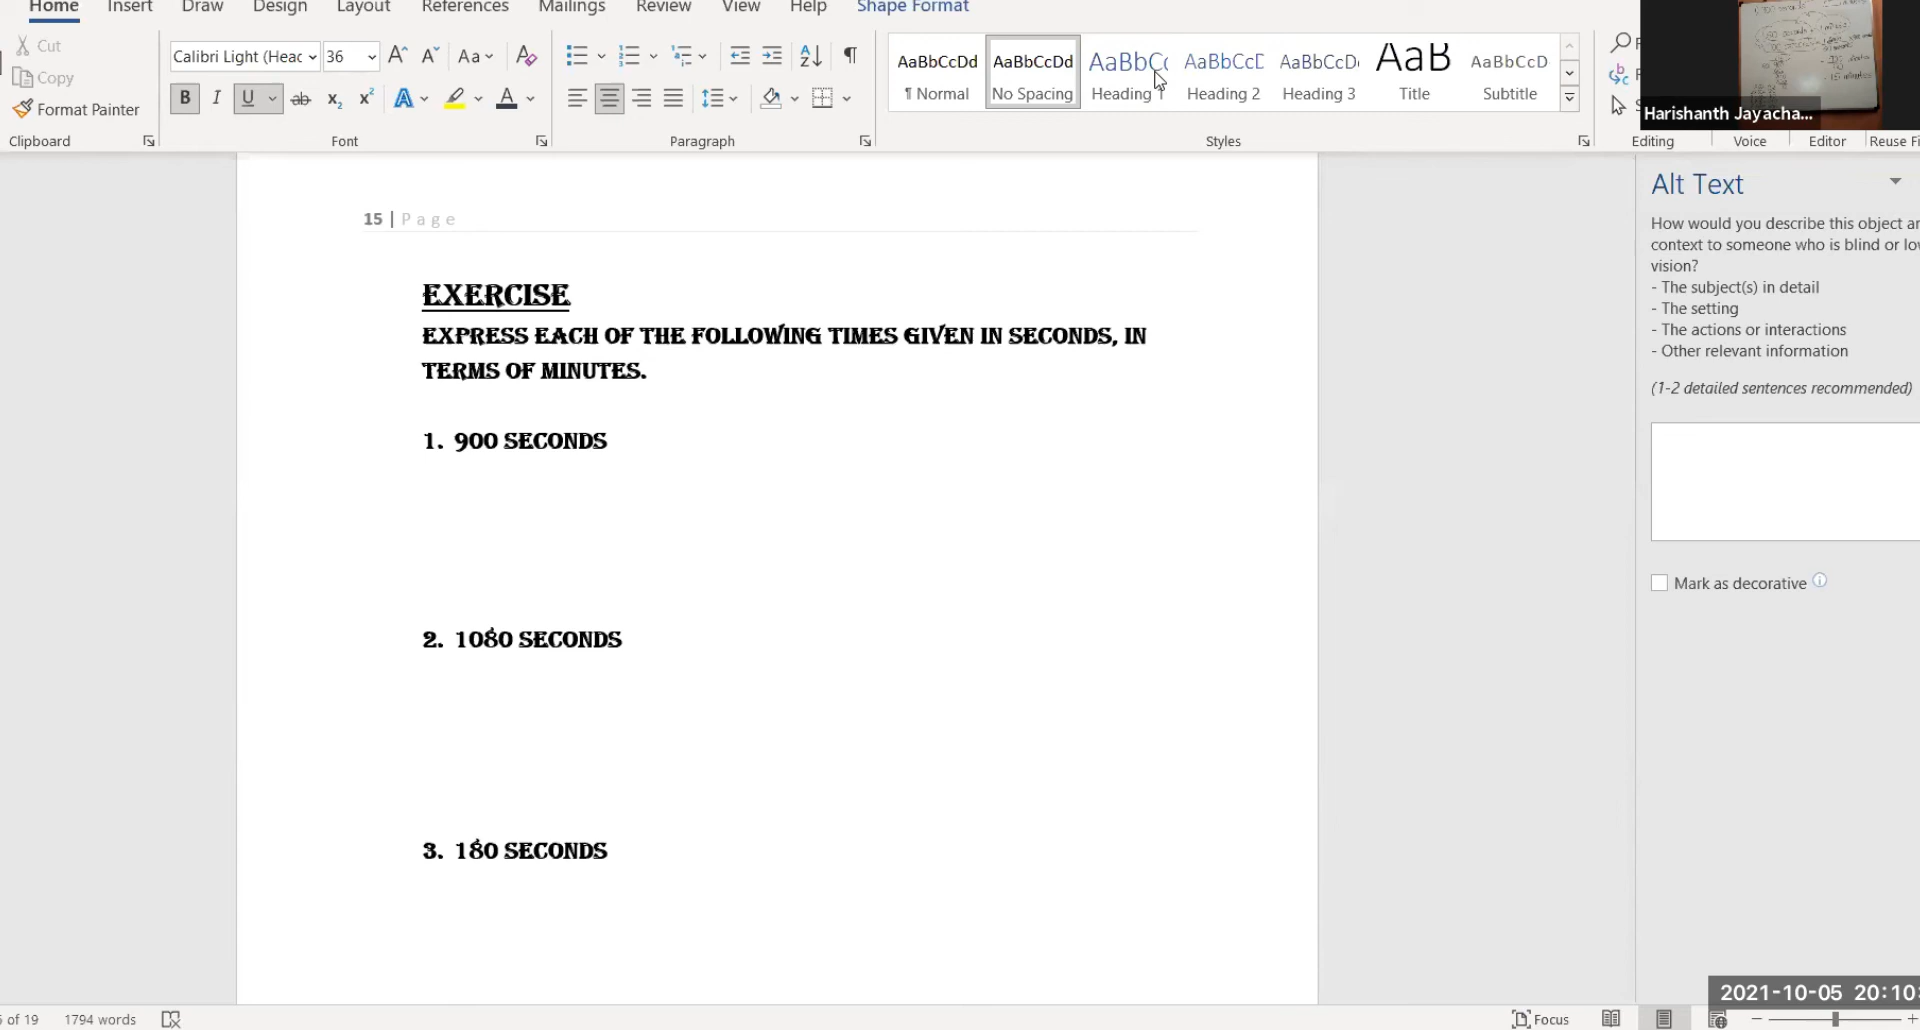 Home Insert Draw Design Layout References Mailings Review View Help Shape Format
Cut
Copy
Format Painter
Clipboard
Calibri Light (Heac 36
Font
Paragraph
AaBbCcDd AaBbCcDd AaBbCc AaBbCcD AaBbCcD AaB AaBbCcD
¶ Normal No Spacing Heading 1 Heading 2 Heading 3 Title Subtitle
Styles
Editing Voice Editor Reuse Fi
Harishanth Jayacha...
15 | Page
EXERCISE
EXPRESS EACH OF THE FOLLOWING TIMES GIVEN IN SECONDS, IN
TERMS OF MINUTES.
1. 900 SECONDS
2. 1080 SECONDS
3. 180 SECONDS
Alt Text
How would you describe this object an
context to someone who is blind or lo
vision?
- The subject(s) in detail
- The setting
- The actions or interactions
- Other relevant information
(1-2 detailed sentences recommended)
Mark as decorative
2021-10-05 20:10:
of 19 1794 words
Focus